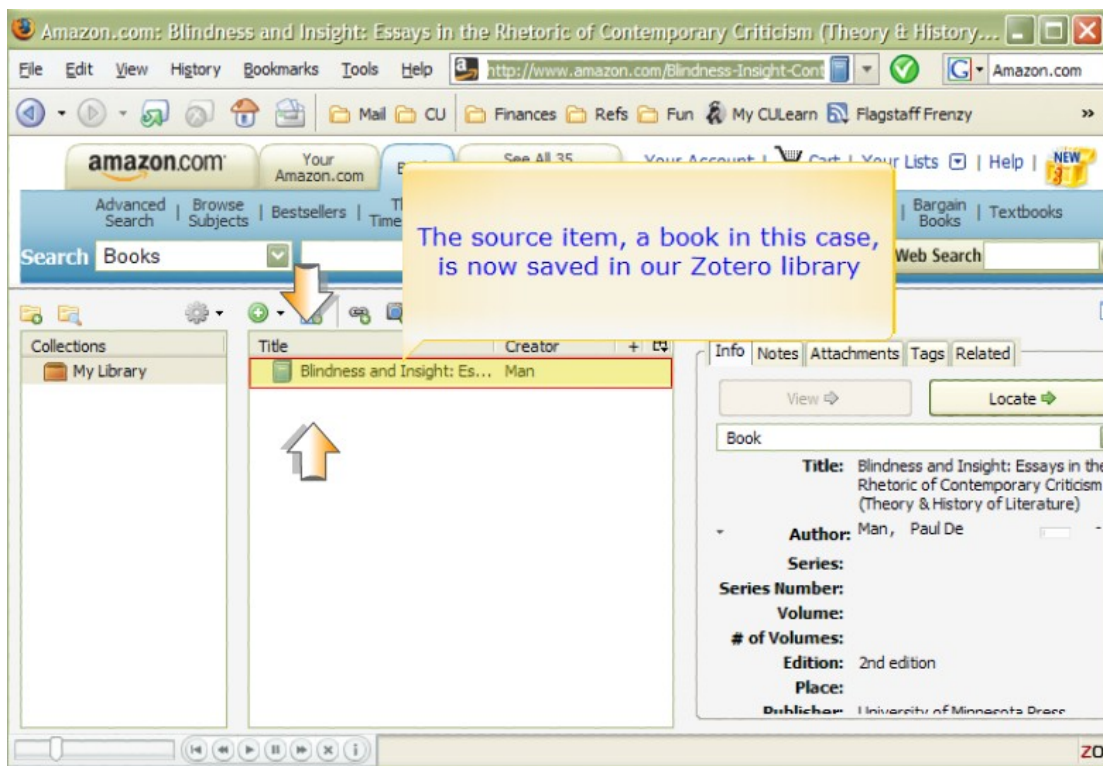 Amazon.com: Blindness and Insight: Essays in the Rhetoric of Contemporary Criticism (Theory & History...
File Edit View History Bookmarks Tools Help http://www.amazon.com/Blindness-Insight-Cont G Amazon.com
Mail CU Finances Refs Fun My CULearn Flagstaff Frenzy »
amazon.com Your Amazon.com See All 35 Your Account | Cart | Your Lists | Help | NEW
Advanced Search | Browse Subjects | Bestsellers | | Bargain Books | Textbooks
Search Books Web Search
The source item, a book in this case,
is now saved in our Zotero library
Collections Title Creator +
My Library Blindness and Insight: Es... Man
Info Notes Attachments Tags Related
View Locate
Book
Title: Blindness and Insight: Essays in the
Rhetoric of Contemporary Criticism
(Theory & History of Literature)
Author: Man, Paul De
Series:
Series Number:
Volume:
# of Volumes:
Edition: 2nd edition
Place:
Publisher: University of Minnesota Press